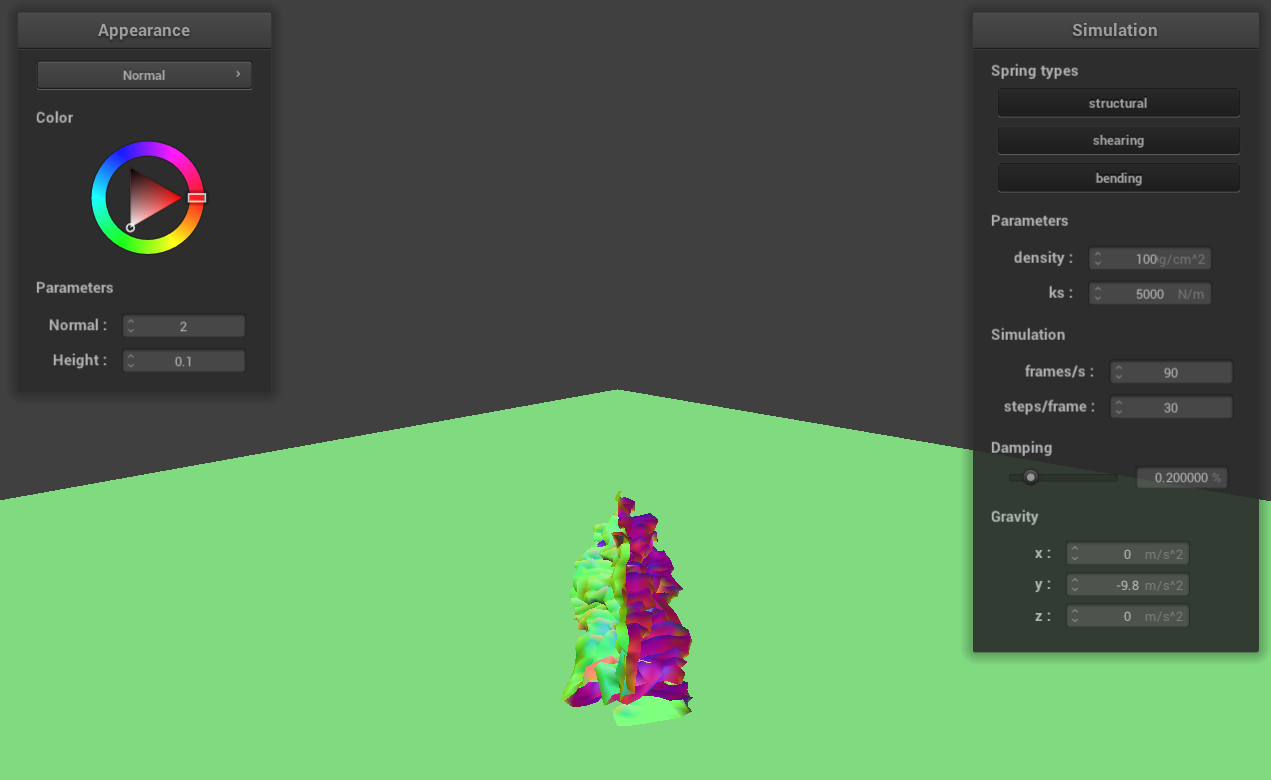 Appearance
Normal
Color
Parameters
Normal : 2
Height : 0.1
Simulation
Spring types
structural
shearing
bending
Parameters
density : 100 g/cm^2
ks : 5000 N/m
Simulation
frames/s : 90
steps/frame : 30
Damping
0.200000 %
Gravity
x : 0 m/s^2
y : -9.8 m/s^2
z : 0 m/s^2